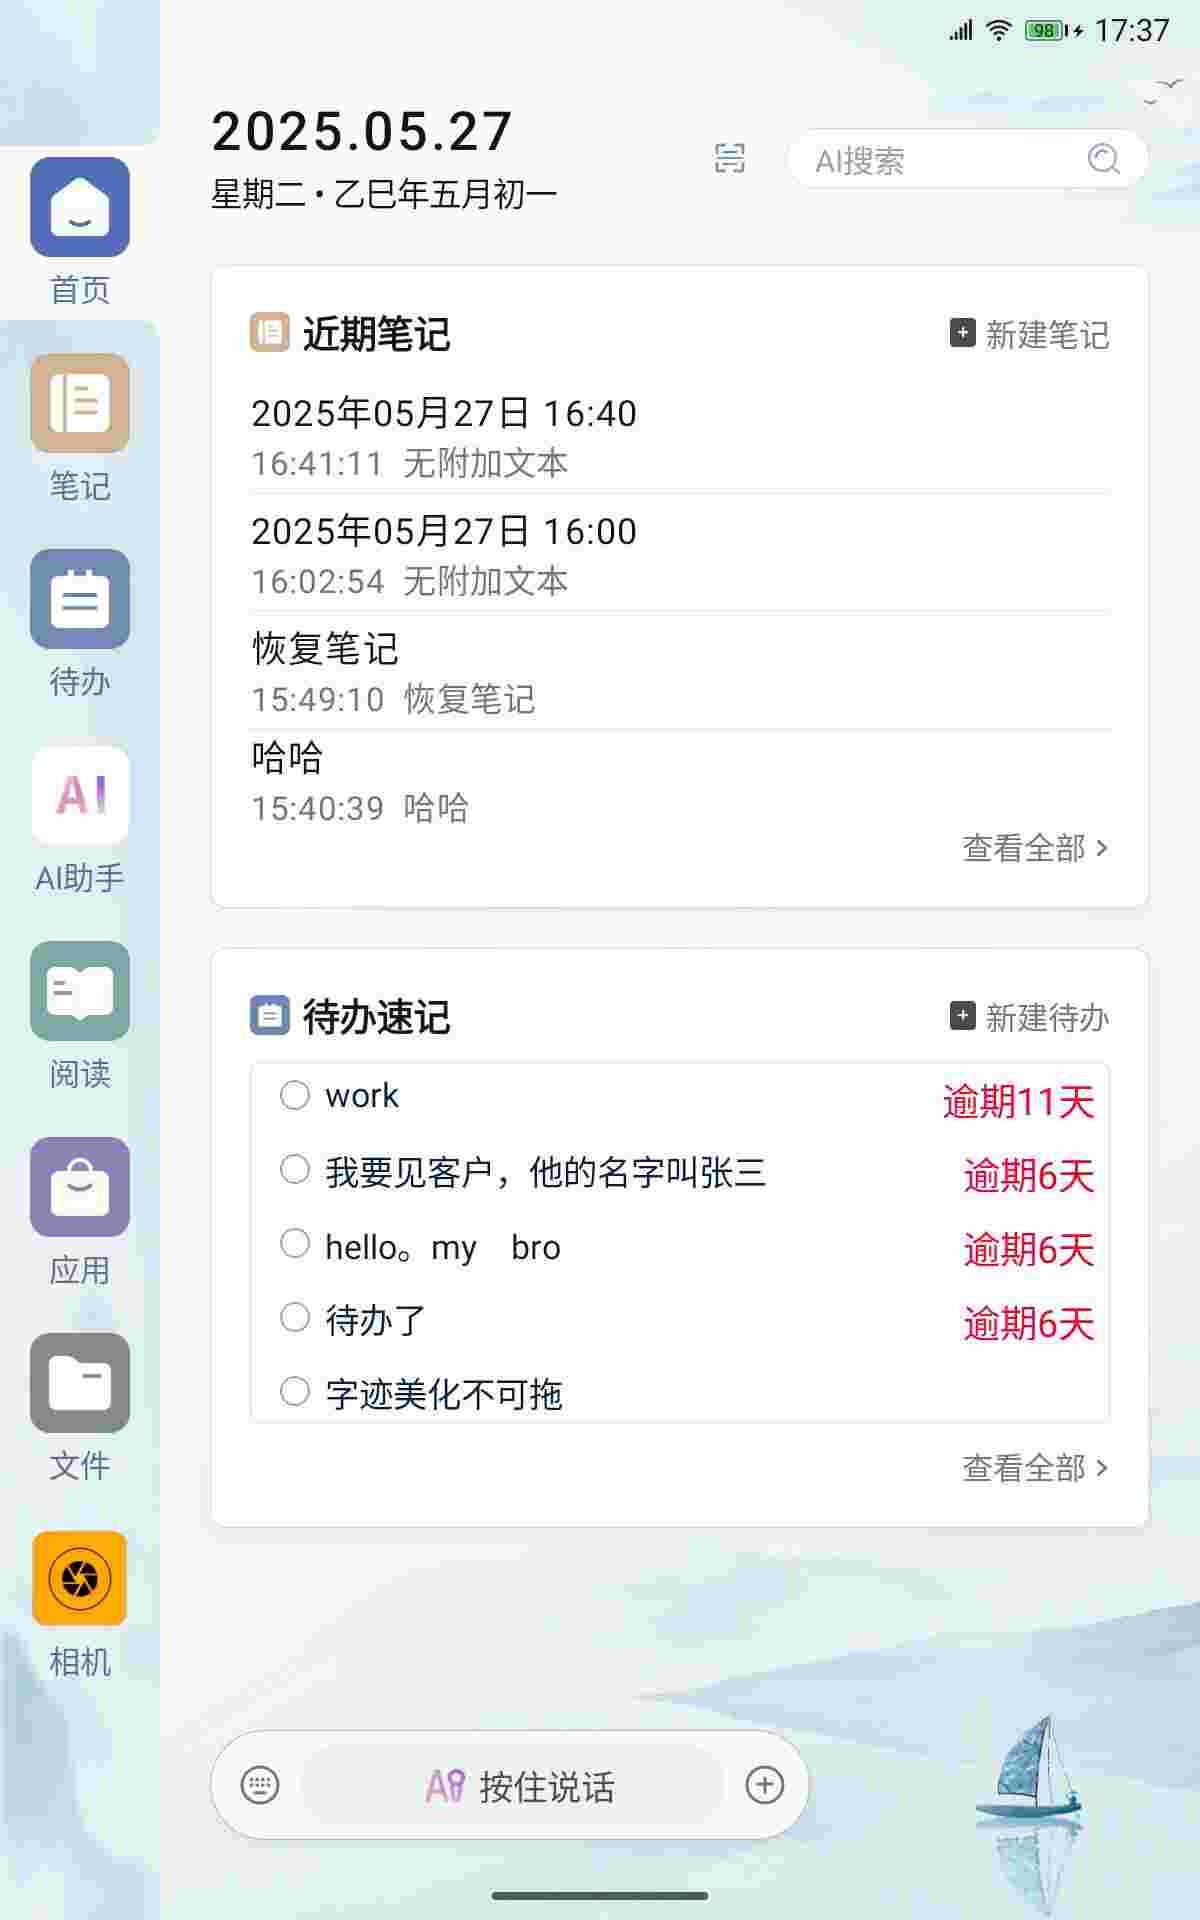 98 17:37
2025.05.27
星期二·乙巳年五月初一
AI搜索
首页
笔记
待办
AI
AI助手
阅读
应用
文件
相机
近期笔记
新建笔记
2025年05月27日 16:40
16:41:11 无附加文本
2025年05月27日 16:00
16:02:54 无附加文本
恢复笔记
15:49:10 恢复笔记
哈哈
15:40:39 哈哈
查看全部 >
待办速记
新建待办
work 逾期11天
我要见客户，他的名字叫张三 逾期6天
hello。my bro 逾期6天
待办了 逾期6天
字迹美化不可拖
查看全部 >
AI 按住说话